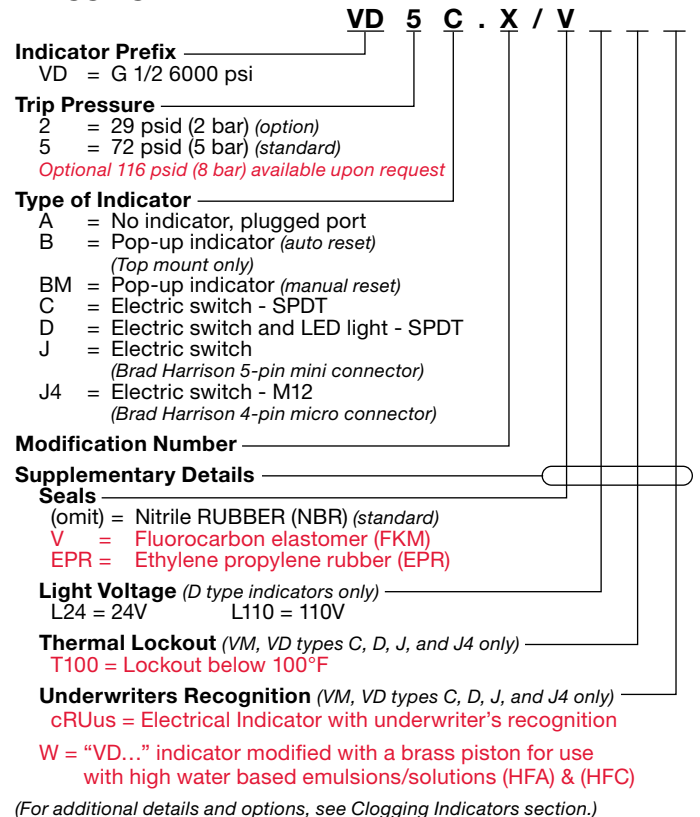 VD 5 C . X / V _ _ _
Indicator Prefix
VD = G 1/2 6000 psi
Trip Pressure
2 = 29 psid (2 bar) (option)
5 = 72 psid (5 bar) (standard)
Optional 116 psid (8 bar) available upon request
Type of Indicator
A = No indicator, plugged port
B = Pop-up indicator (auto reset)
(Top mount only)
BM = Pop-up indicator (manual reset)
C = Electric switch - SPDT
D = Electric switch and LED light - SPDT
J = Electric switch
(Brad Harrison 5-pin mini connector)
J4 = Electric switch - M12
(Brad Harrison 4-pin micro connector)
Modification Number
Supplementary Details
Seals
(omit) = Nitrile RUBBER (NBR) (standard)
V = Fluorocarbon elastomer (FKM)
EPR = Ethylene propylene rubber (EPR)
Light Voltage (D type indicators only)
L24 = 24V L110 = 110V
Thermal Lockout (VM, VD types C, D, J, and J4 only)
T100 = Lockout below 100°F
Underwriters Recognition (VM, VD types C, D, J, and J4 only)
cRUus = Electrical Indicator with underwriter's recognition
W = “VD…” indicator modified with a brass piston for use
with high water based emulsions/solutions (HFA) & (HFC)
(For additional details and options, see Clogging Indicators section.)